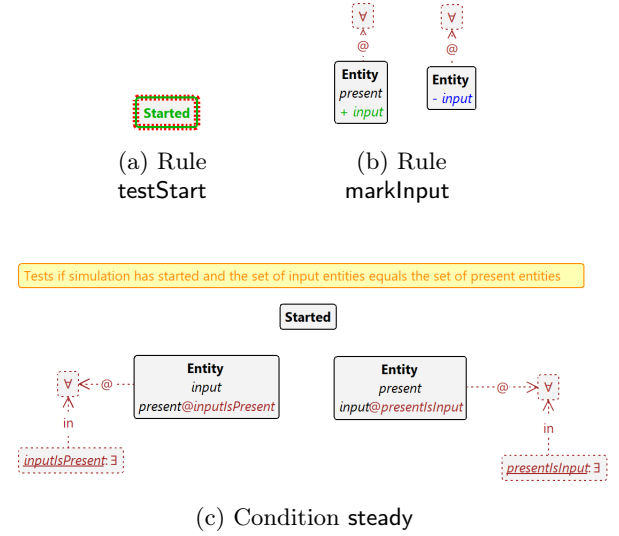 ∀ ∀
@ @
Entity
present
+ input
Entity
- input
Started
(a) Rule
testStart
(b) Rule
markInput
Tests if simulation has started and the set of input entities equals the set of present entities
Started
Entity
input
present@inputIsPresent
Entity
present
input@presentIsInput
∀ @ @ ∀
in in
inputIsPresent: ∃
presentIsInput: ∃
(c) Condition steady